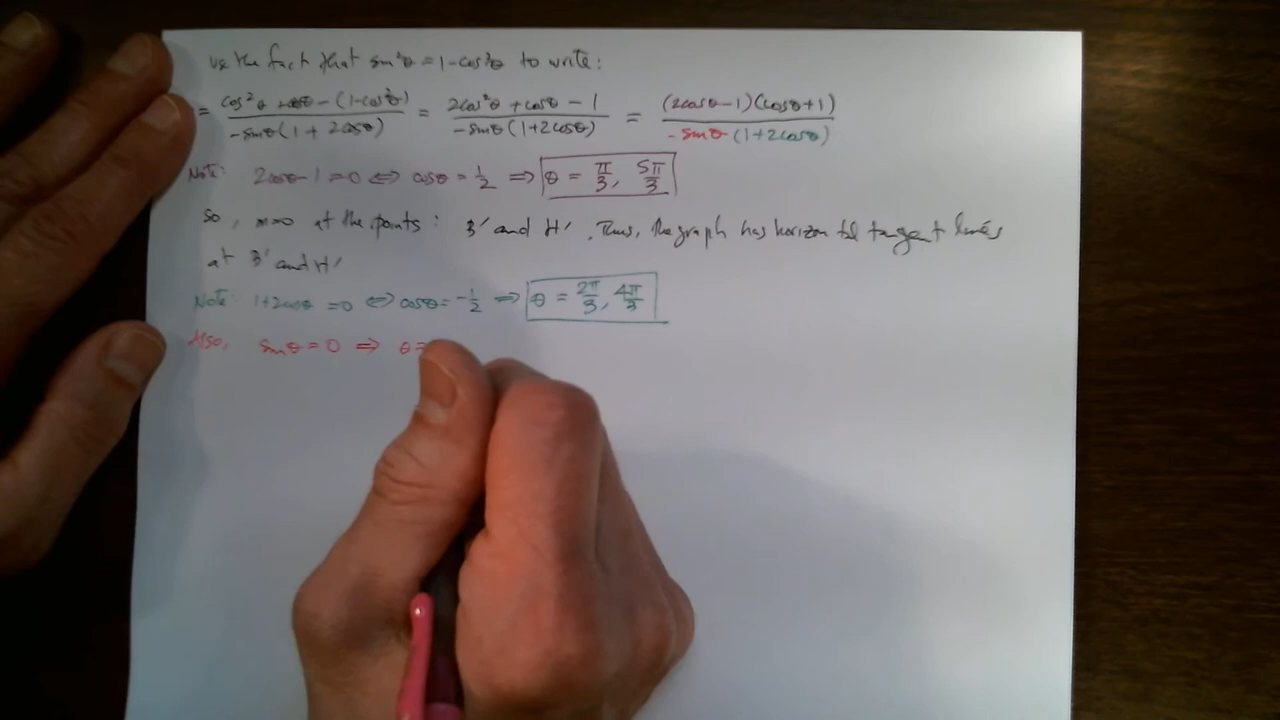 Use the fact that sin²θ = 1-cos²θ to write:
= (cos²θ + cosθ - (1-cos²θ))/(-sinθ(1 + 2cosθ)) = (2cos²θ + cosθ - 1)/(-sinθ(1+2cosθ)) = ((2cosθ-1)(cosθ+1))/(-sinθ(1+2cosθ))
Note: 2cosθ-1=0 ⇔ cosθ = 1/2 ⇒ θ = π/3, 5π/3
So, m=0 at the points: B' and H'. Thus, the graph has horizontal tangent lines
at B' and H'
Note: 1+2cosθ=0 ⇔ cosθ=-1/2 ⇒ θ = 2π/3, 4π/3
Also, sinθ=0 ⇒ θ=